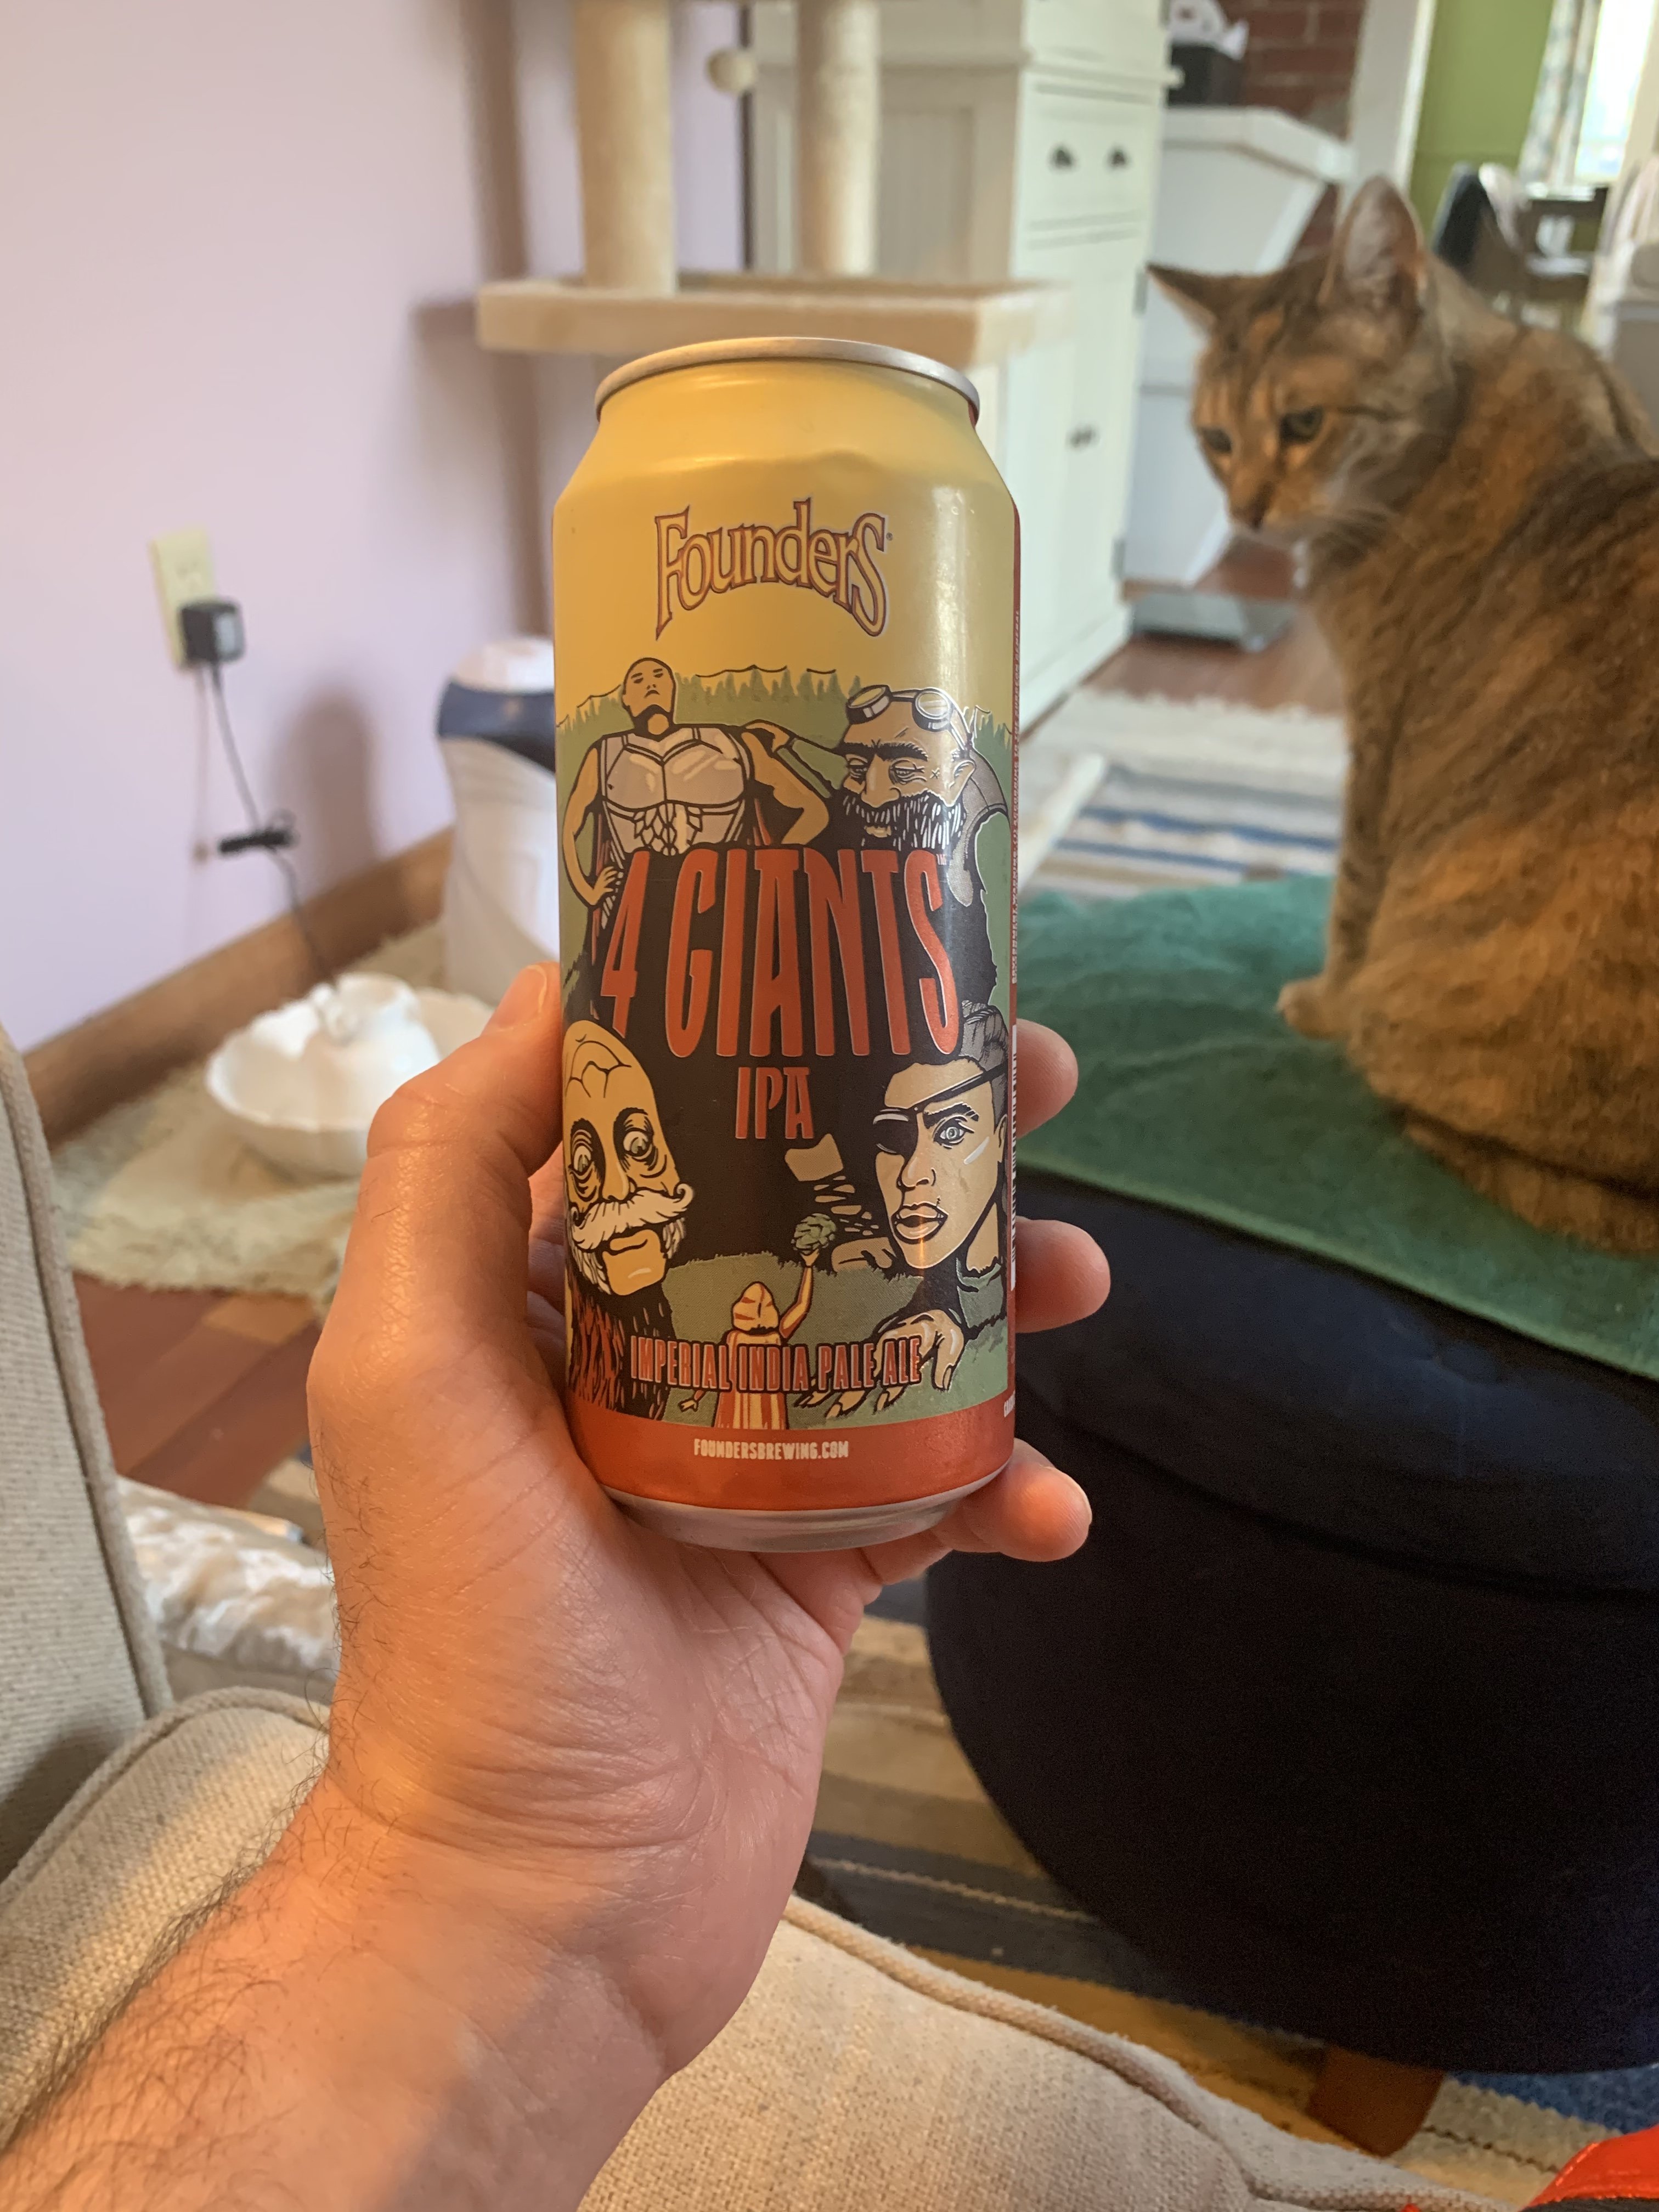 Founders
4 GIANTS
IPA
IMPERIAL INDIA PALE ALE
FOUNDERSBREWING.COM